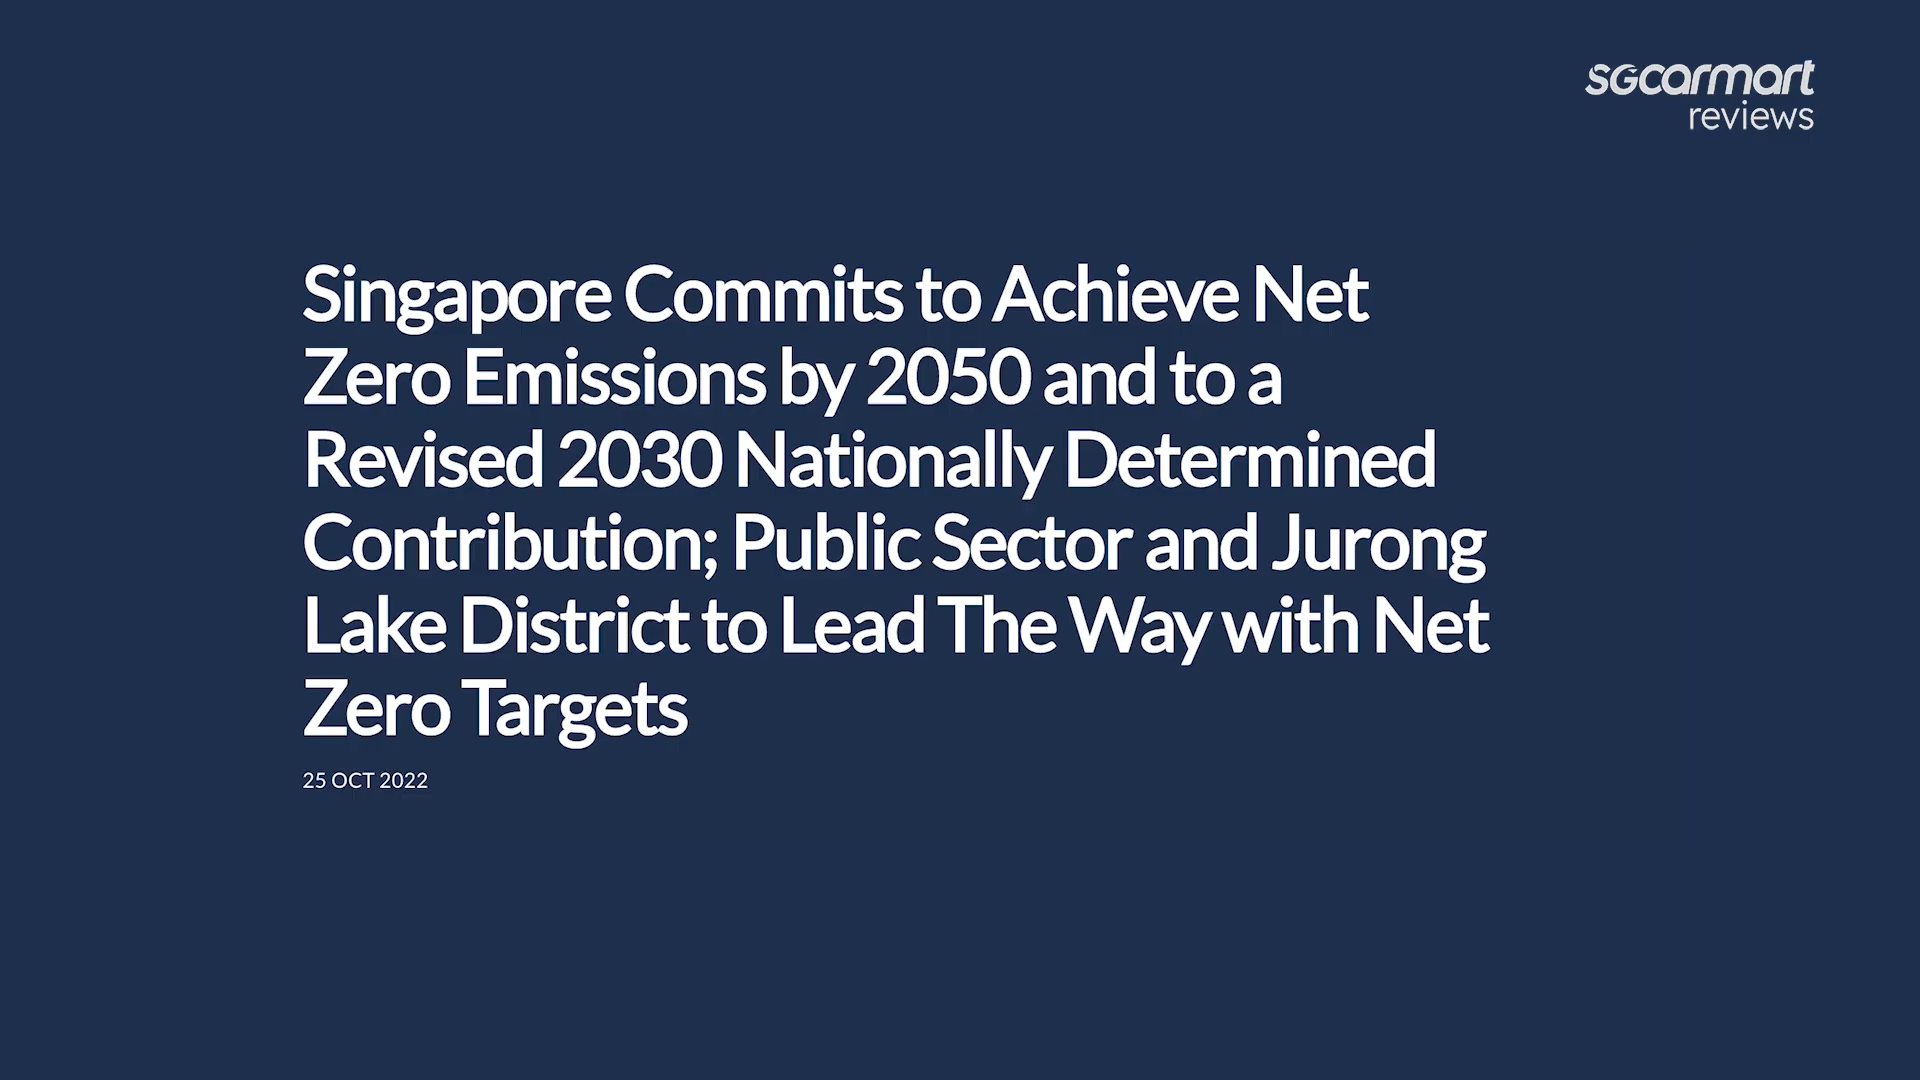 sgcarmart
reviews
Singapore Commits to Achieve Net
Zero Emissions by 2050 and to a
Revised 2030 Nationally Determined
Contribution; Public Sector and Jurong
Lake District to Lead The Way with Net
Zero Targets
25 OCT 2022